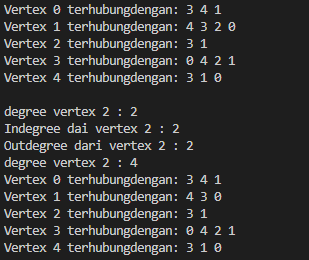 Vertex 0 terhubungdengan: 3 4 1
Vertex 1 terhubungdengan: 4 3 2 0
Vertex 2 terhubungdengan: 3 1
Vertex 3 terhubungdengan: 0 4 2 1
Vertex 4 terhubungdengan: 3 1 0
degree vertex 2 : 2
Indegree dai vertex 2 : 2
Outdegree dari vertex 2 : 2
degree vertex 2 : 4
Vertex 0 terhubungdengan: 3 4 1
Vertex 1 terhubungdengan: 4 3 0
Vertex 2 terhubungdengan: 3 1
Vertex 3 terhubungdengan: 0 4 2 1
Vertex 4 terhubungdengan: 3 1 0